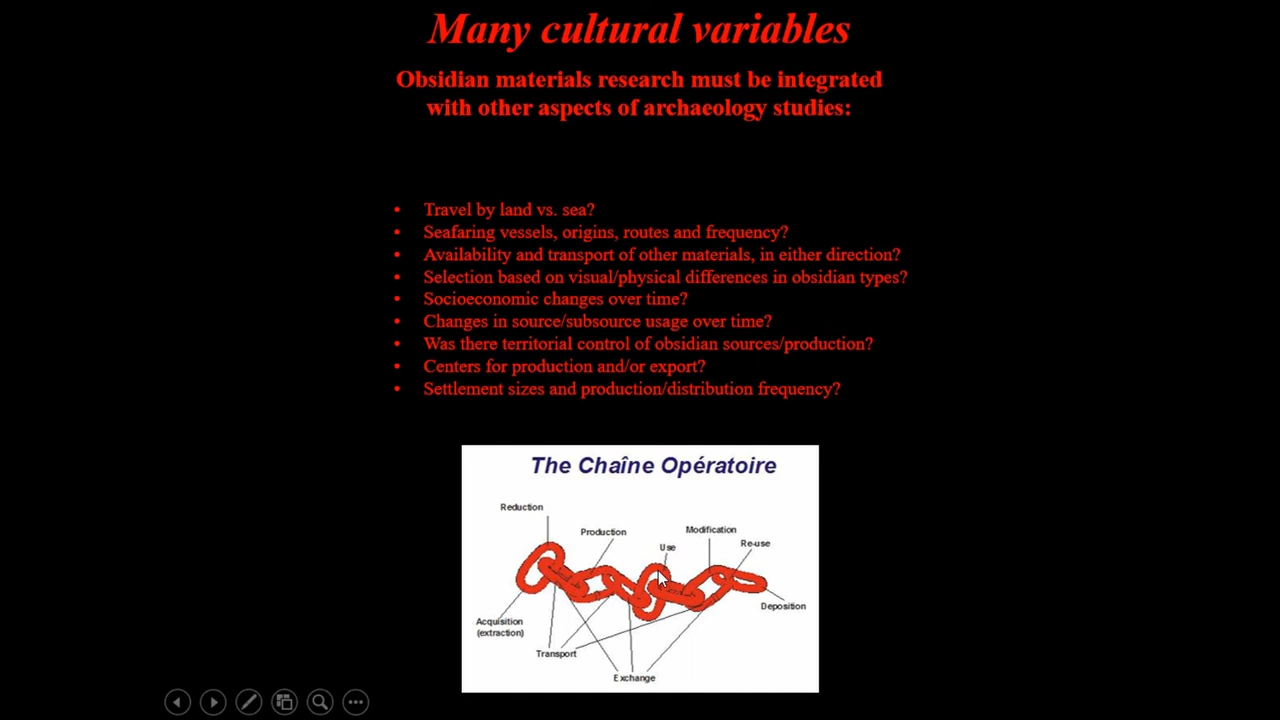 Many cultural variables
Obsidian materials research must be integrated
with other aspects of archaeology studies:
• Travel by land vs. sea?
• Seafaring vessels, origins, routes and frequency?
• Availability and transport of other materials, in either direction?
• Selection based on visual/physical differences in obsidian types?
• Socioeconomic changes over time?
• Changes in source/subsource usage over time?
• Was there territorial control of obsidian sources/production?
• Centers for production and/or export?
• Settlement sizes and production/distribution frequency?
The Chaîne Opératoire
Reduction
Production
Use
Modification
Re-use
Acquisition
(extraction)
Transport
Exchange
Deposition